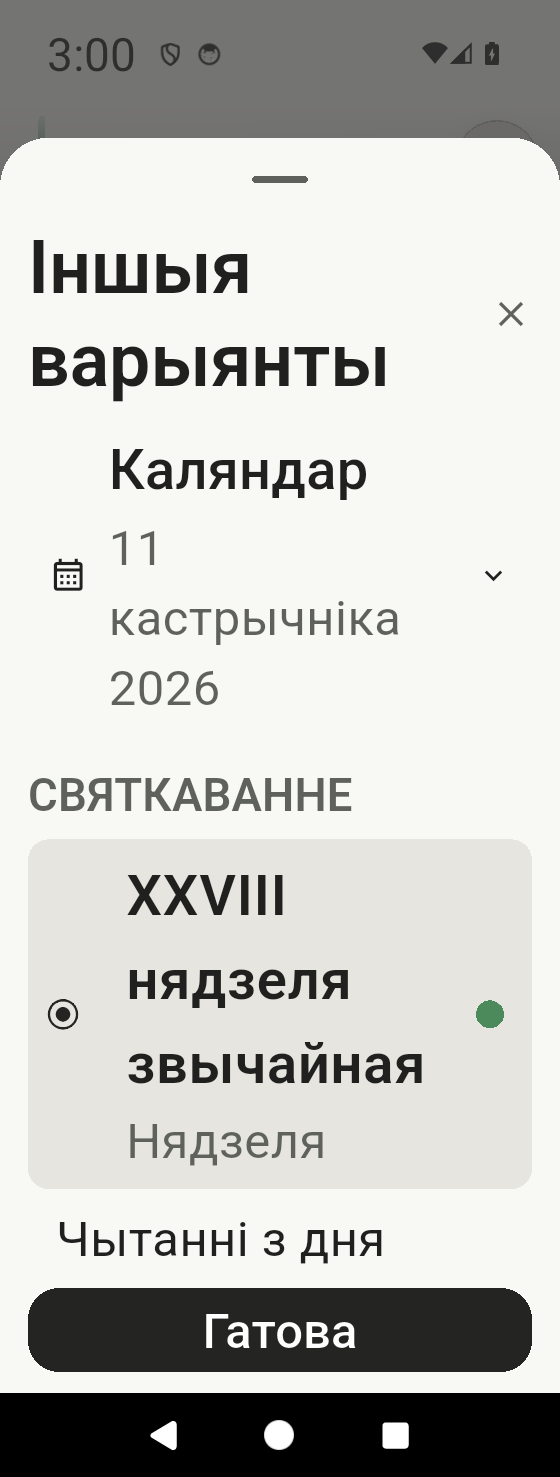 3:00
Іншыя
варыянты
Каляндар
11
кастрычніка
2026
СВЯТКАВАННЕ
XXVIII
нядзеля
звычайная
Нядзеля
Чытанні з дня
Гатова